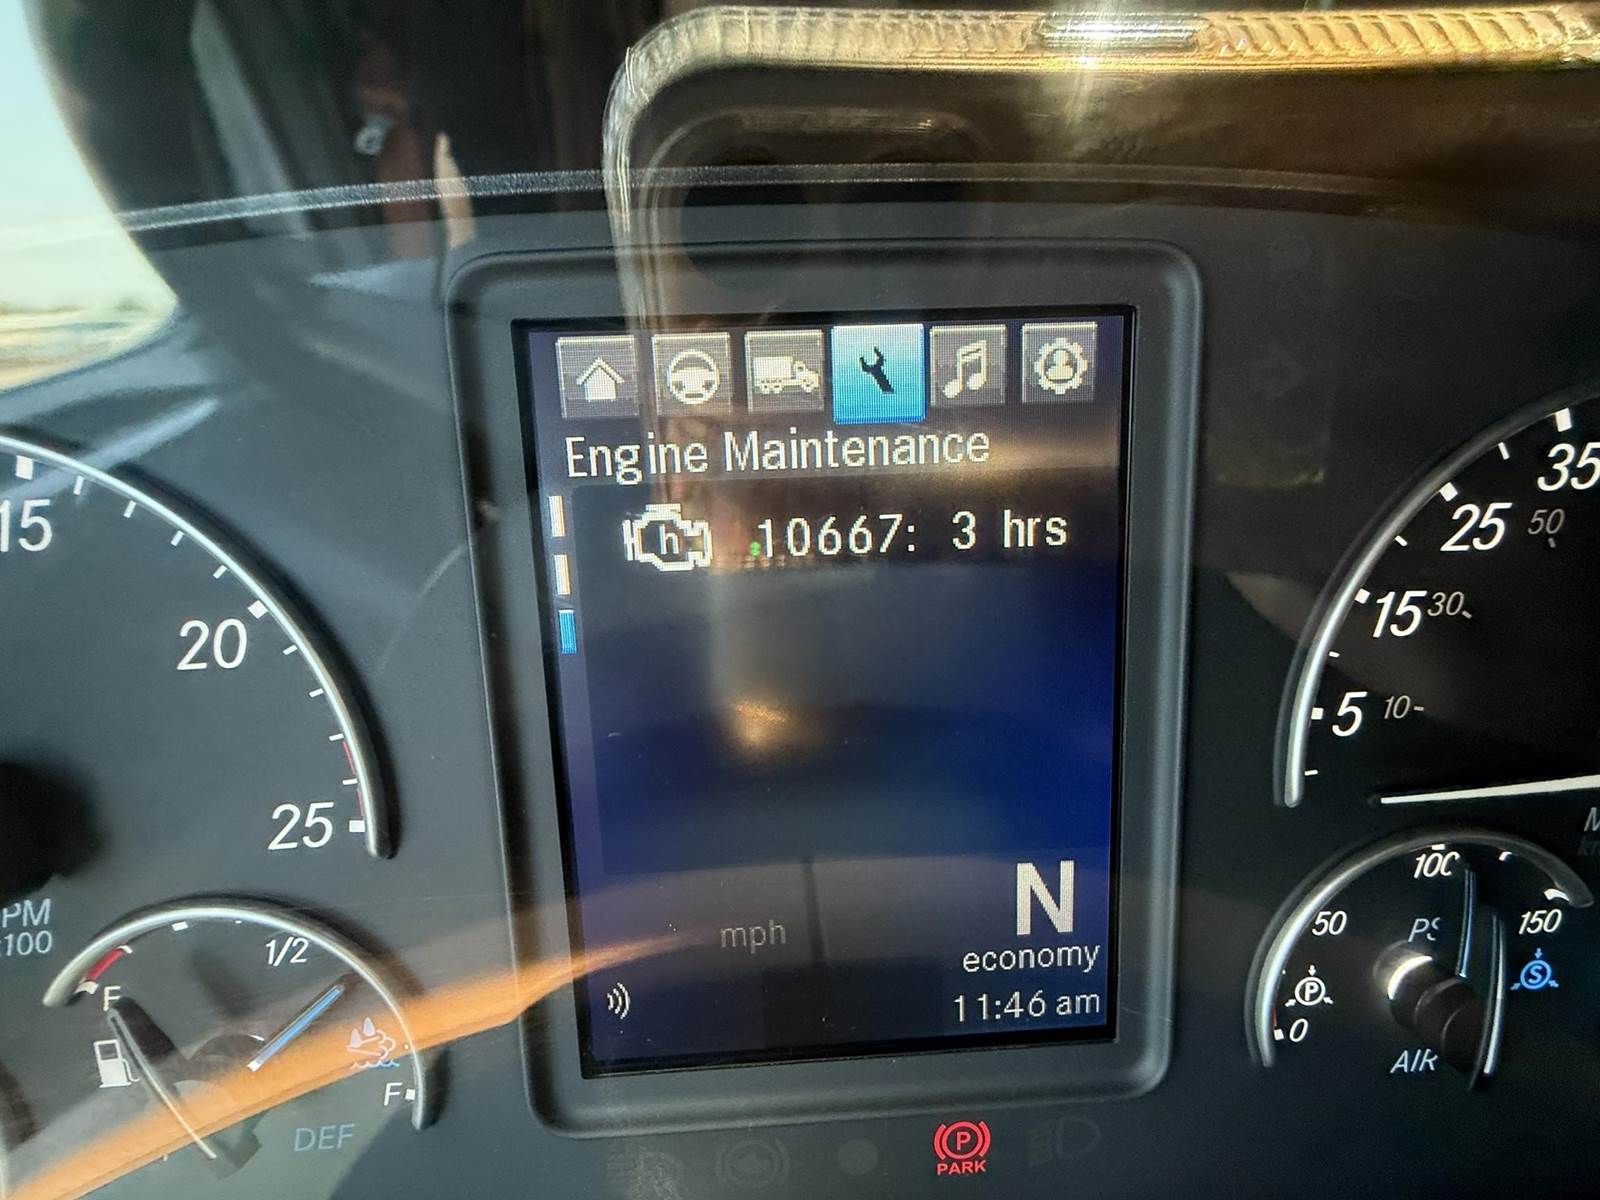 Engine Maintenance
h 10667: 3 hrs
15
20
25
35
25 50
15 30
5 10
mph
N
economy
11:46 am
x100
1/2
F
F
DEF
50
100
150
P
S
0
AIR
P
PARK